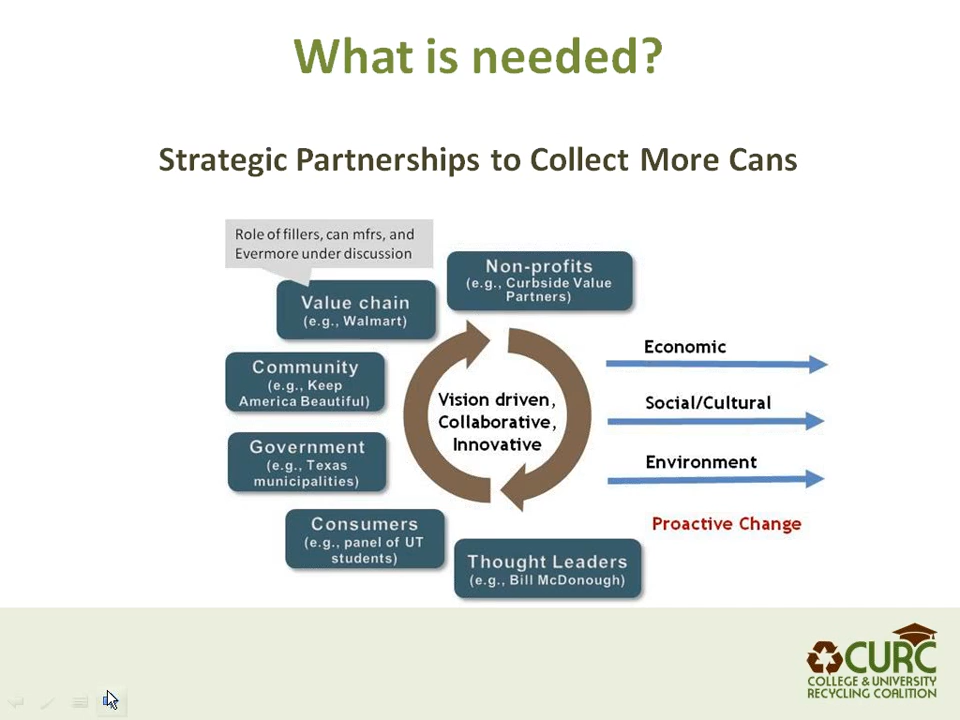 What is needed?
Strategic Partnerships to Collect More Cans
Role of fillers, can mfrs, and
Evermore under discussion
Non-profits
(e.g., Curbside Value
Partners)
Value chain
(e.g., Walmart)
Community
(e.g., Keep
America Beautiful)
Government
(e.g., Texas
municipalities)
Consumers
(e.g., panel of UT
students)
Thought Leaders
(e.g., Bill McDonough)
Vision driven,
Collaborative,
Innovative
Economic
Social/Cultural
Environment
Proactive Change
CURC
COLLEGE & UNIVERSITY
RECYCLING COALITION